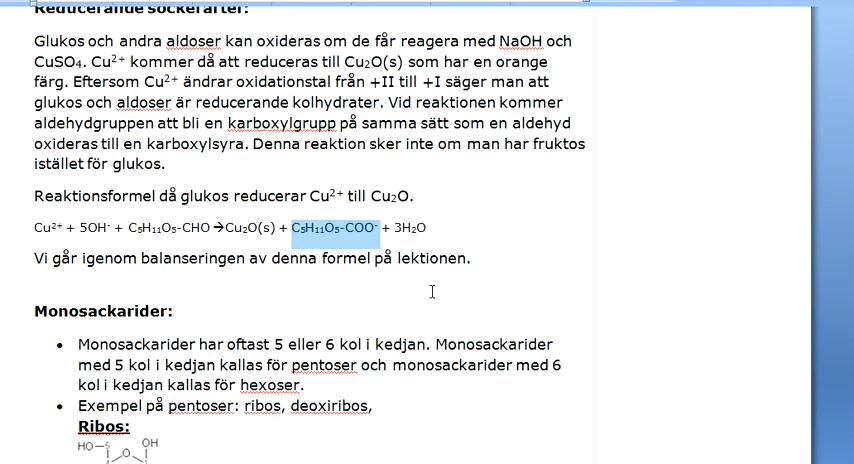 Reducerande sockerarter:
Glukos och andra aldoser kan oxideras om de får reagera med NaOH och
CuSO₄. Cu²⁺ kommer då att reduceras till Cu₂O(s) som har en orange
färg. Eftersom Cu²⁺ ändrar oxidationstal från +II till +I säger man att
glukos och aldoser är reducerande kolhydrater. Vid reaktionen kommer
aldehydgruppen att bli en karboxylgrupp på samma sätt som en aldehyd
oxideras till en karboxylsyra. Denna reaktion sker inte om man har fruktos
istället för glukos.
Reaktionsformel då glukos reducerar Cu²⁺ till Cu₂O.
Cu²⁺ + 5OH⁻ + C₅H₁₁O₅-CHO →Cu₂O(s) + C₅H₁₁O₅-COO⁻ + 3H₂O
Vi går igenom balanseringen av denna formel på lektionen.
Monosackarider:
• Monosackarider har oftast 5 eller 6 kol i kedjan. Monosackarider
med 5 kol i kedjan kallas för pentoser och monosackarider med 6
kol i kedjan kallas för hexoser.
• Exempel på pentoser: ribos, deoxiribos,
Ribos:
HO OH
O